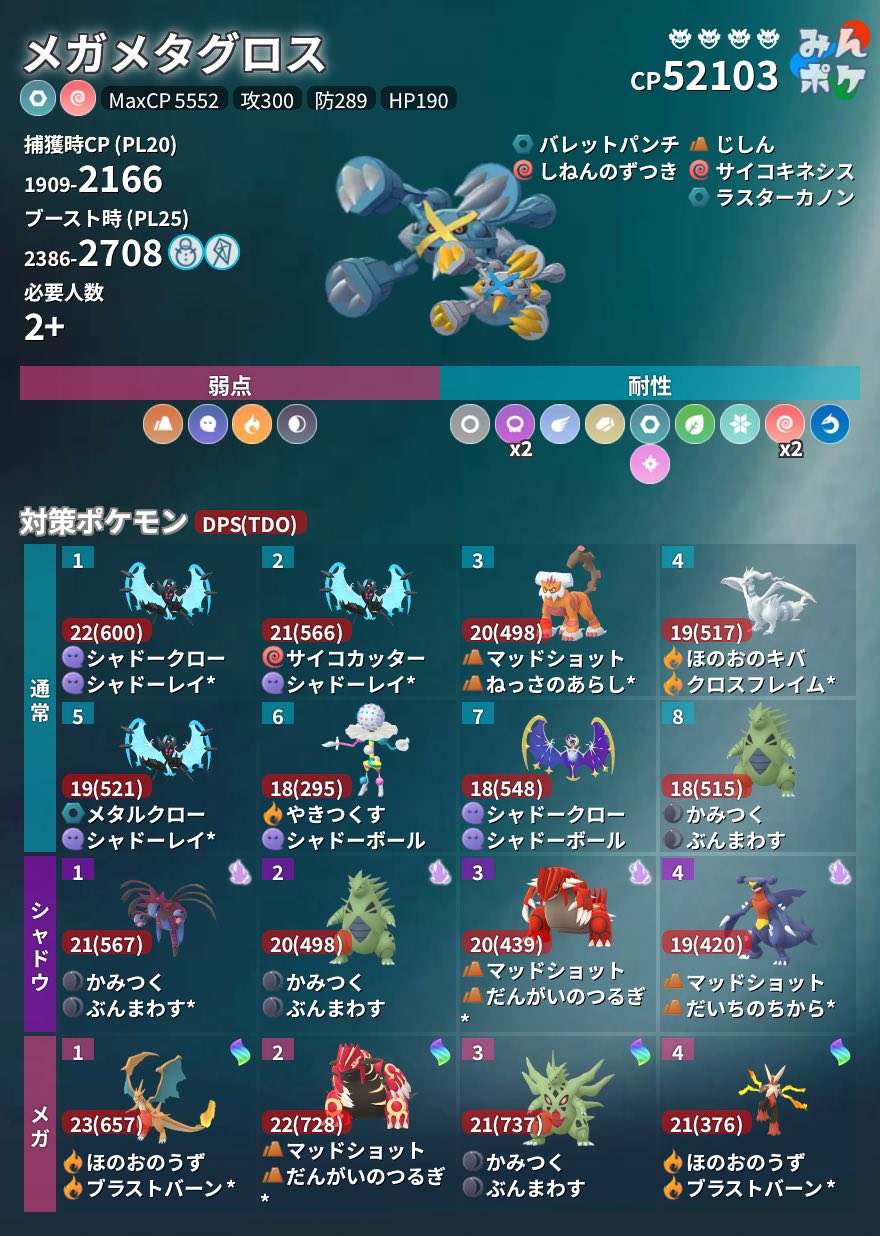 メガメタグロス
みん
ポケ
CP52103
MaxCP 5552 攻300 防289 HP190
捕獲時CP (PL20)
1909-2166
ブースト時 (PL25)
2386-2708
必要人数
2+
バレットパンチ じしん
しねんのずつき サイコキネシス
ラスターカノン
弱点 耐性
x2 x2
対策ポケモン DPS(TDO)
通常
1 2 3 4
22(600) 21(566) 20(498) 19(517)
シャドークロー サイコカッター マッドショット ほのおのキバ
シャドーレイ* シャドーレイ* ねっさのあらし* クロスフレイム*
5 6 7 8
19(521) 18(295) 18(548) 18(515)
メタルクロー やきつくす シャドークロー かみつく
シャドーレイ* シャドーボール シャドーボール ぶんまわす
シャドウ
1 2 3 4
21(567) 20(498) 20(439) 19(420)
かみつく かみつく マッドショット マッドショット
ぶんまわす* ぶんまわす だんがいのつるぎ だいちのちから*
*
メガ
1 2 3 4
23(657) 22(728) 21(737) 21(376)
ほのおのうず マッドショット かみつく ほのおのうず
ブラストバーン* だんがいのつるぎ ぶんまわす ブラストバーン*
*